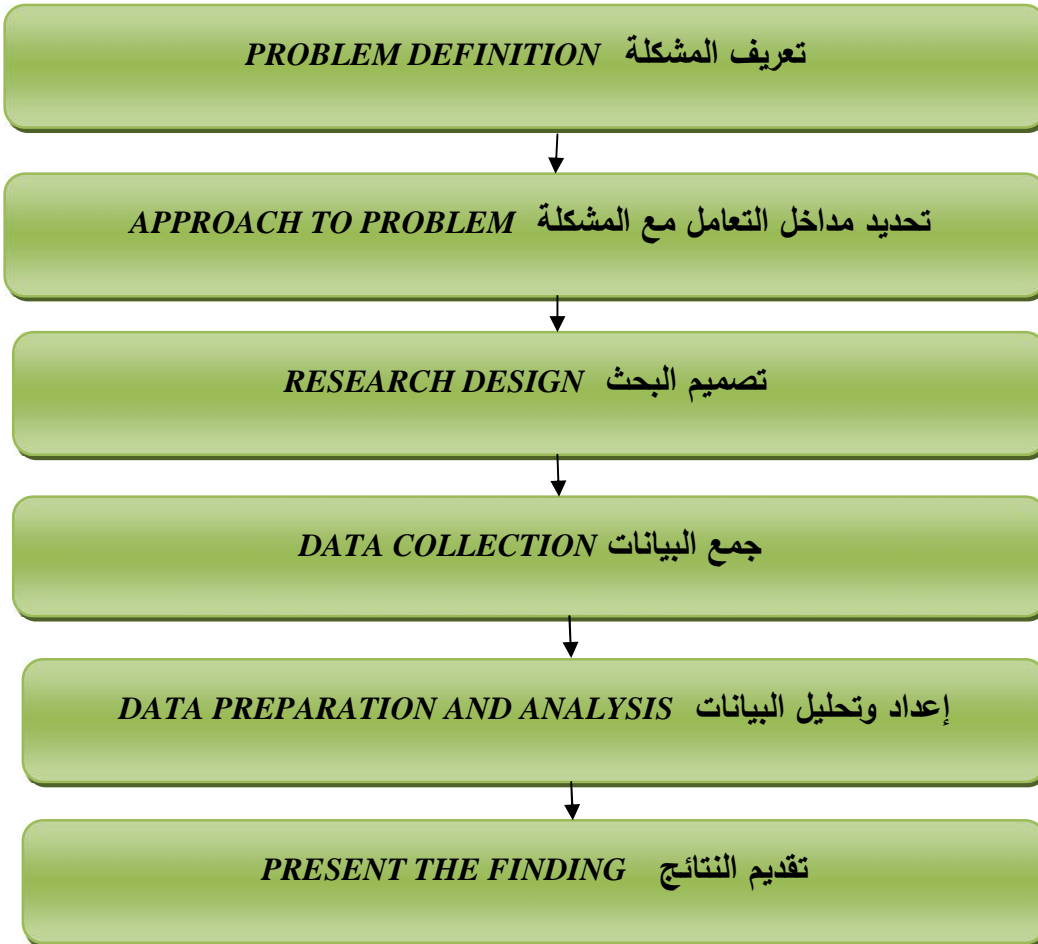 تعريف المشكلة PROBLEM DEFINITION
تحديد مداخل التعامل مع المشكلة APPROACH TO PROBLEM
تصميم البحث RESEARCH DESIGN
جمع البيانات DATA COLLECTION
إعداد وتحليل البيانات DATA PREPARATION AND ANALYSIS
تقديم النتائج PRESENT THE FINDING